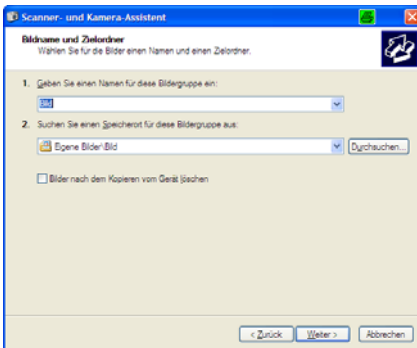 Scanner- und Kamera-Assistent
Bildname und Zielordner
Wählen Sie für die Bilder einen Namen und einen Zielordner.
1. Geben Sie einen Namen für diese Bildergruppe ein:
Bild
2. Suchen Sie einen Speicherort für diese Bildergruppe aus:
Eigene Bilder\Bild
Durchsuchen...
Bilder nach dem Kopieren vom Gerät löschen
< Zurück
Weiter >
Abbrechen